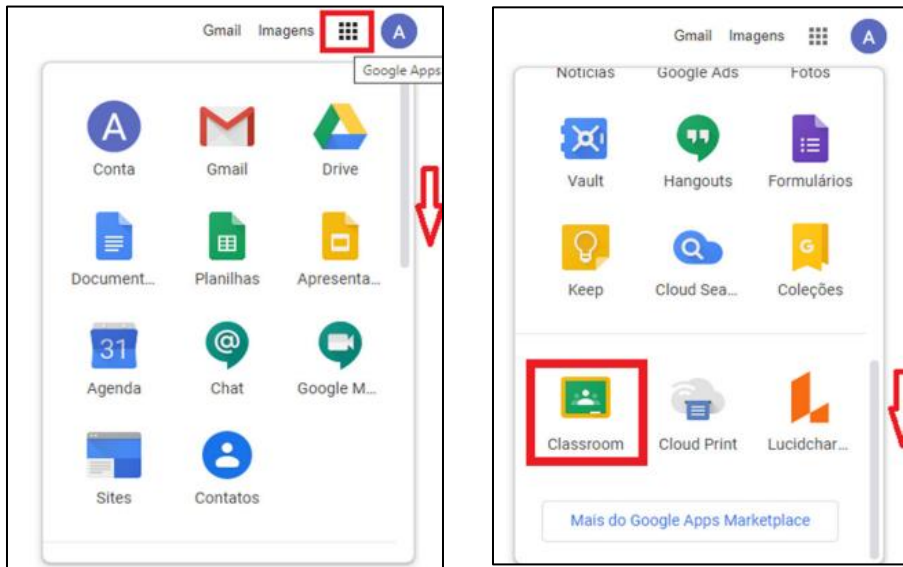 Gmail Imagens A
Google Apps
A
Conta Gmail Drive
Document... Planilhas Apresenta...
31
Agenda Chat Google M...
Sites Contatos
Gmail Imagens A
Notícias Google Ads Fotos
Vault Hangouts Formulários
G
Keep Cloud Sea... Coleções
Classroom Cloud Print Lucidchar...
Mais do Google Apps Marketplace